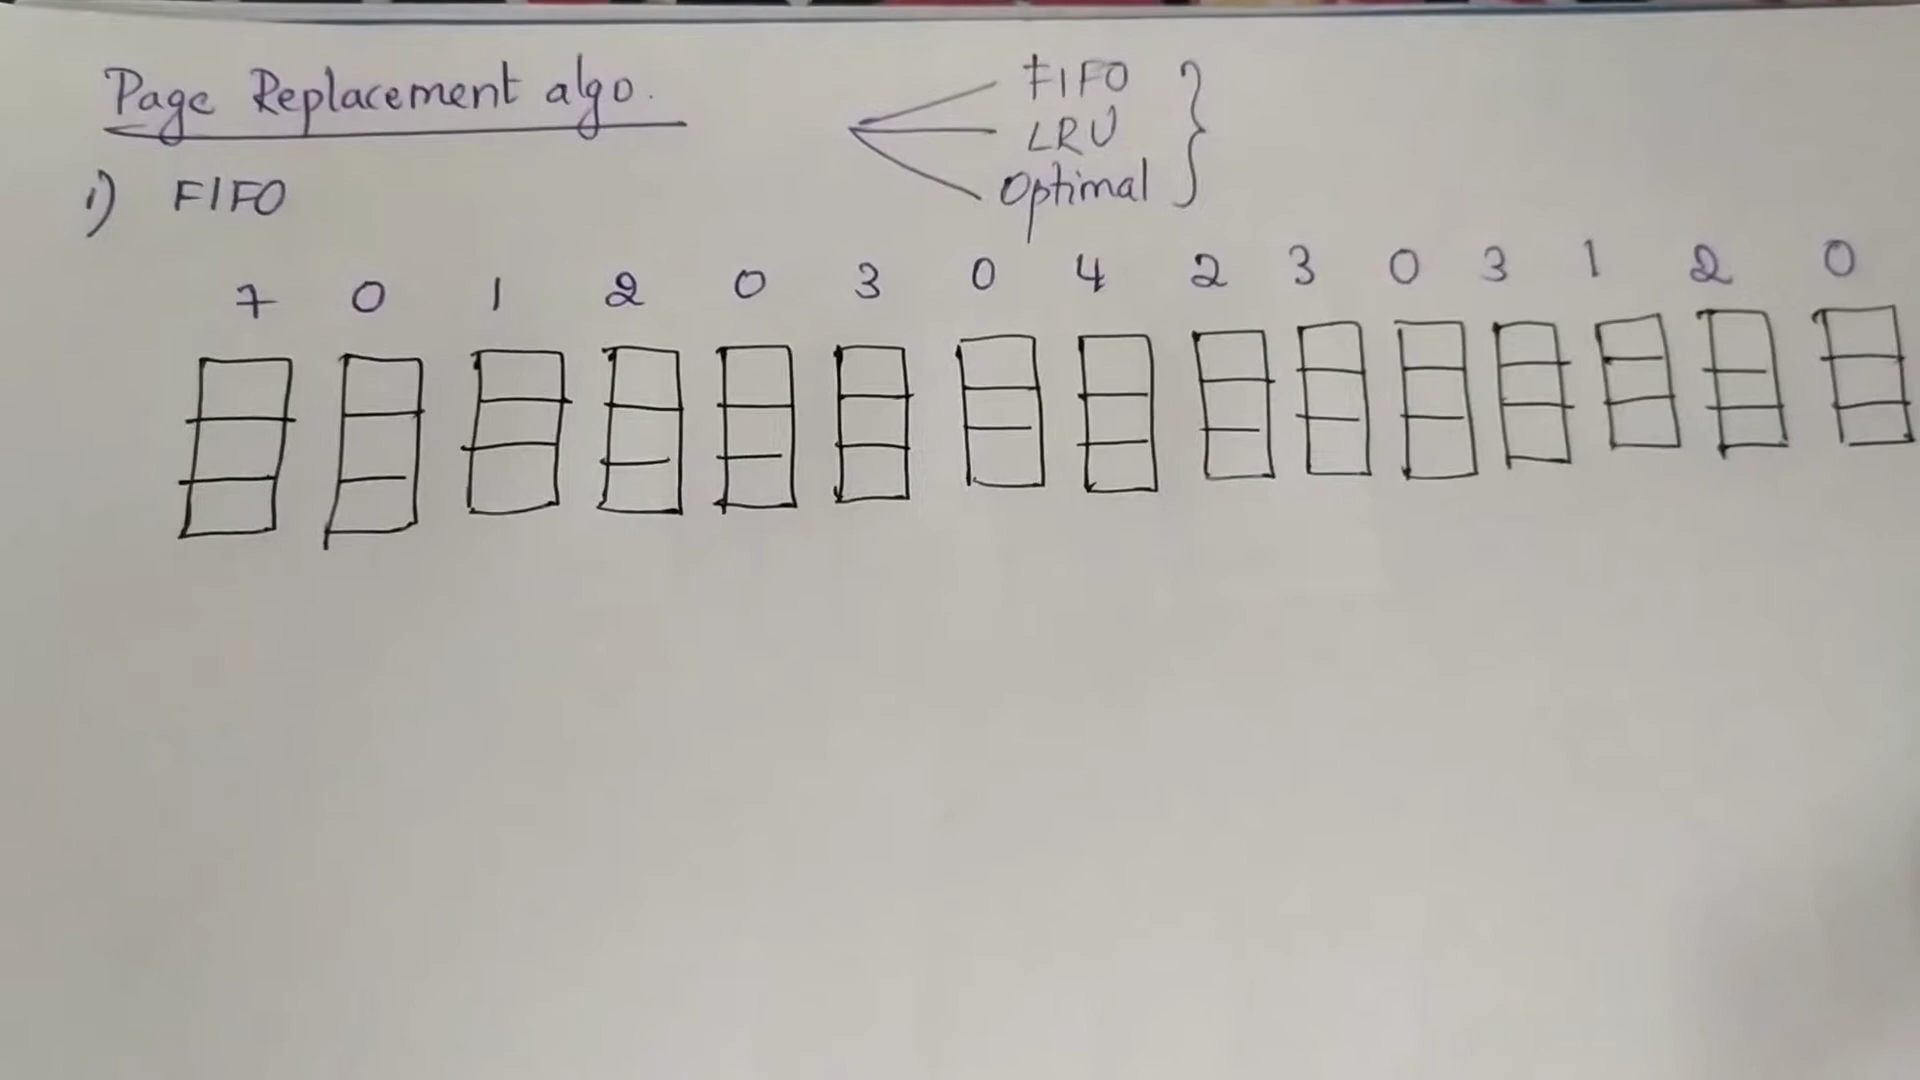 Page Replacement algo.
FIFO
LRU
Optimal
1) FIFO
7 0 1 2 0 3 0 4 2 3 0 3 1 2 0